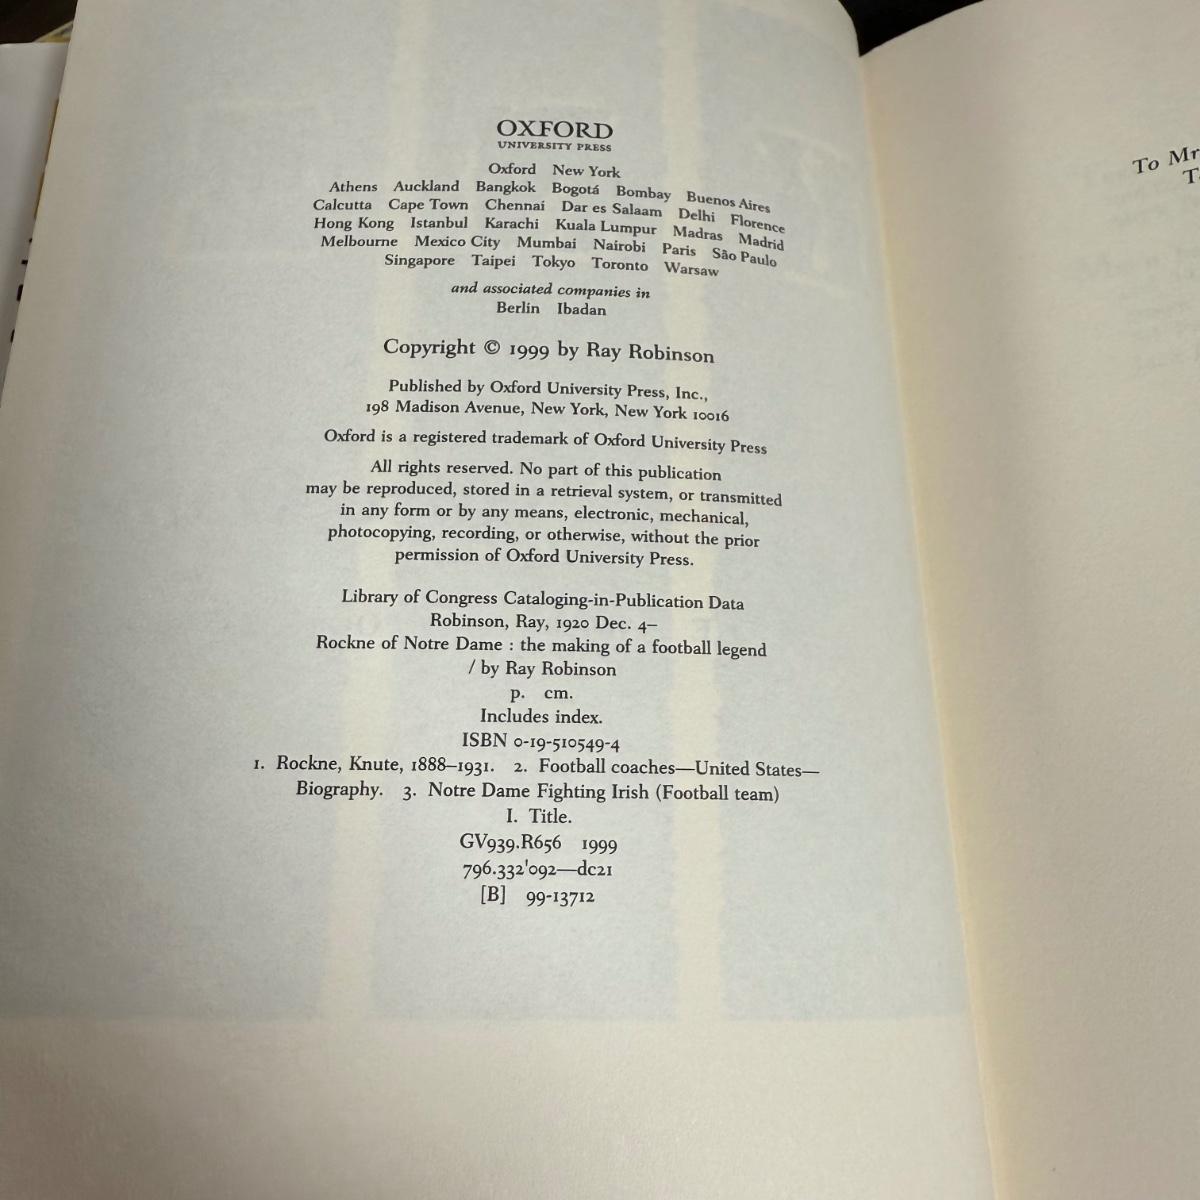 OXFORD
UNIVERSITY PRESS
Oxford New York
Athens Auckland Bangkok Bogotá Bombay Buenos Aires
Calcutta Cape Town Chennai Dar es Salaam Delhi Florence
Hong Kong Istanbul Karachi Kuala Lumpur Madras Madrid
Melbourne Mexico City Mumbai Nairobi Paris São Paulo
Singapore Taipei Tokyo Toronto Warsaw
and associated companies in
Berlin Ibadan
Copyright © 1999 by Ray Robinson
Published by Oxford University Press, Inc.,
198 Madison Avenue, New York, New York 10016
Oxford is a registered trademark of Oxford University Press
All rights reserved. No part of this publication
may be reproduced, stored in a retrieval system, or transmitted
in any form or by any means, electronic, mechanical,
photocopying, recording, or otherwise, without the prior
permission of Oxford University Press.
Library of Congress Cataloging-in-Publication Data
Robinson, Ray, 1920 Dec. 4–
Rockne of Notre Dame : the making of a football legend
/ by Ray Robinson
p. cm.
Includes index.
ISBN 0-19-510549-4
1. Rockne, Knute, 1888–1931. 2. Football coaches—United States—
Biography. 3. Notre Dame Fighting Irish (Football team)
I. Title.
GV939.R656 1999
796.332'092—dc21
[B] 99-13712
To Mr